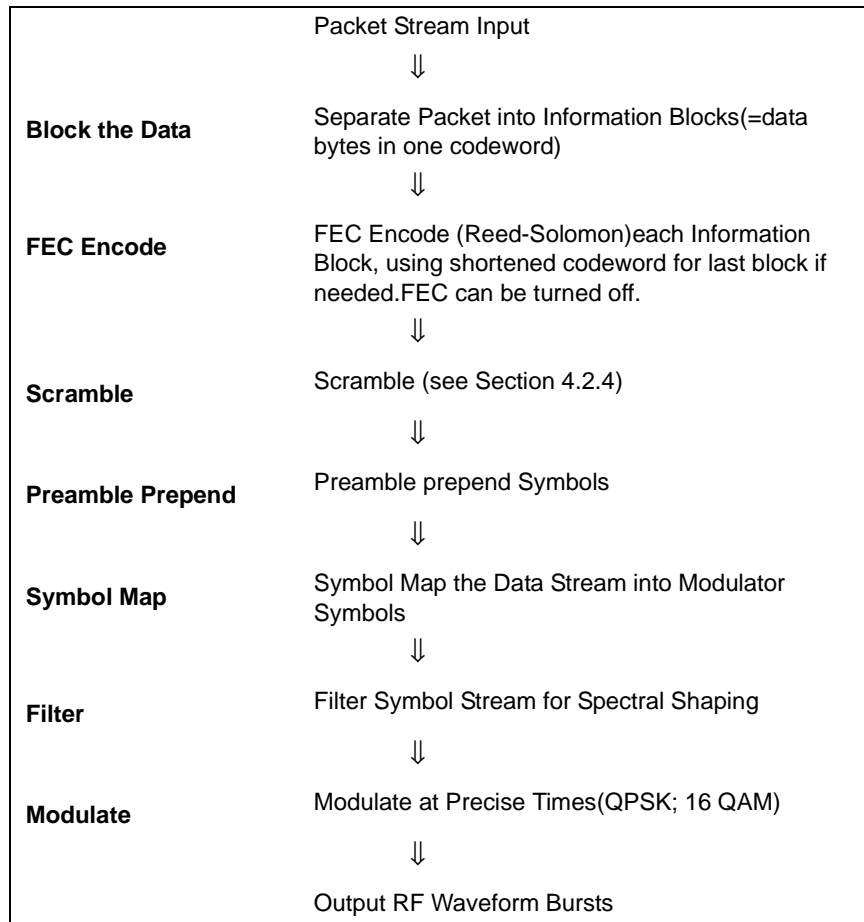 Packet Stream Input
⇓
Block the Data
Separate Packet into Information Blocks(=data
bytes in one codeword)
⇓
FEC Encode
FEC Encode (Reed-Solomon)each Information
Block, using shortened codeword for last block if
needed.FEC can be turned off.
⇓
Scramble
Scramble (see Section 4.2.4)
⇓
Preamble Prepend
Preamble prepend Symbols
⇓
Symbol Map
Symbol Map the Data Stream into Modulator
Symbols
⇓
Filter
Filter Symbol Stream for Spectral Shaping
⇓
Modulate
Modulate at Precise Times(QPSK; 16 QAM)
⇓
Output RF Waveform Bursts